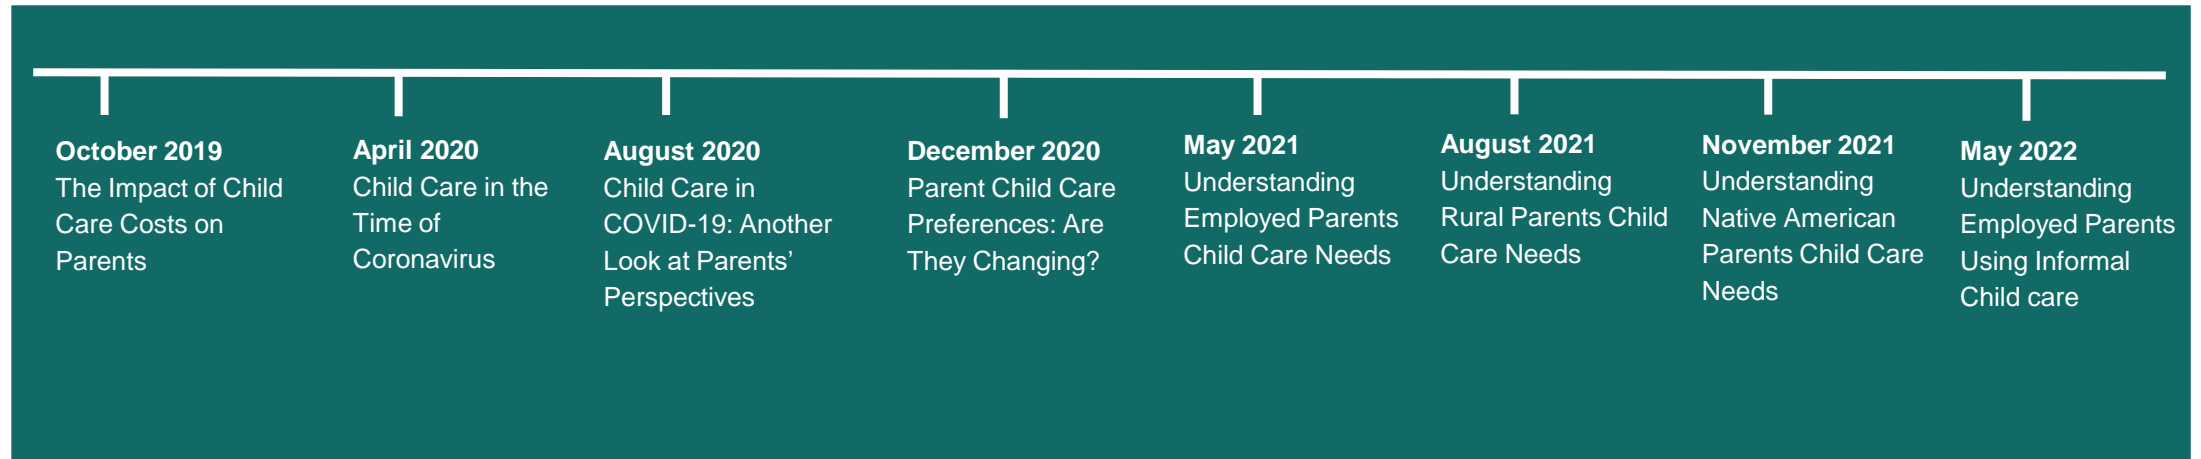 October 2019
The Impact of Child
Care Costs on
Parents
April 2020
Child Care in the
Time of
Coronavirus
August 2020
Child Care in
COVID-19: Another
Look at Parents’
Perspectives
December 2020
Parent Child Care
Preferences: Are
They Changing?
May 2021
Understanding
Employed Parents
Child Care Needs
August 2021
Understanding
Rural Parents Child
Care Needs
November 2021
Understanding
Native American
Parents Child Care
Needs
May 2022
Understanding
Employed Parents
Using Informal
Child care